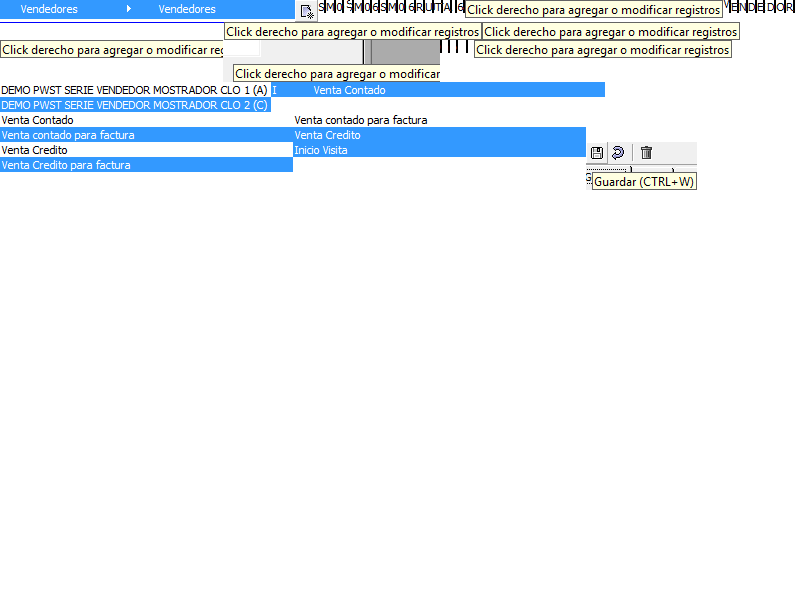 Vendedores Vendedores SM0 SM06SM06RUTA 6 Click derecho para agregar o modificar registros VENDEDOR
Click derecho para agregar o modificar registros Click derecho para agregar o modificar registros
Click derecho para agregar o modificar reg Click derecho para agregar o modificar registros
Click derecho para agregar o modificar
DEMO PWST SERIE VENDEDOR MOSTRADOR CLO 1 (A) I Venta Contado
DEMO PWST SERIE VENDEDOR MOSTRADOR CLO 2 (C)
Venta Contado Venta contado para factura
Venta contado para factura Venta Credito
Venta Credito Inicio Visita
Venta Credito para factura
Guardar (CTRL+W)